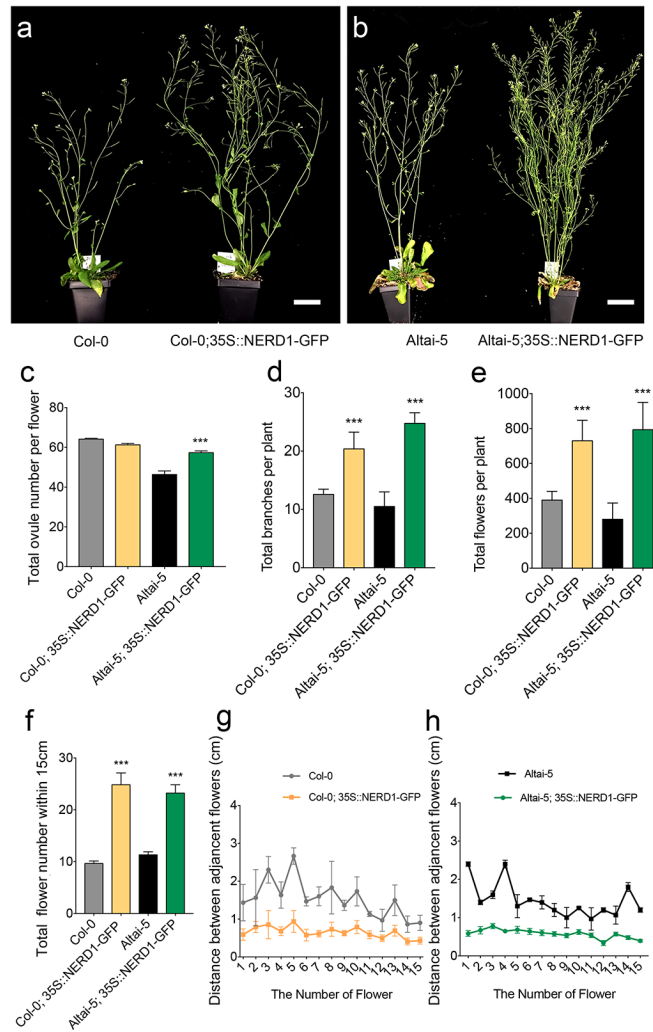 a
b
Col-0
Col-0;35S::NERD1-GFP
Altai-5
Altai-5;35S::NERD1-GFP
c
Total ovule number per flower
80
60
40
20
0
***
Col-0
Col-0; 35S::NERD1-GFP
Altai-5
Altai-5; 35S::NERD1-GFP
d
Total branches per plant
30
20
10
0
***
***
Col-0
Col-0; 35S::NERD1-GFP
Altai-5
Altai-5; 35S::NERD1-GFP
e
Total flowers per plant
1000
800
600
400
200
0
***
***
Col-0
Col-0; 35S::NERD1-GFP
Altai-5
Altai-5; 35S::NERD1-GFP
f
Total flower number within 15cm
30
20
10
0
***
***
Col-0
Col-0; 35S::NERD1-GFP
Altai-5
Altai-5; 35S::NERD1-GFP
g
Distance between adjancent flowers (cm)
Col-0
Col-0; 35S::NERD1-GFP
4
3
2
1
0
1 2 3 4 5 6 7 8 9 10 11 12 13 14 15
The Number of Flower
h
Distance between adjancent flowers (cm)
Altai-5
Altai-5; 35S::NERD1-GFP
4
3
2
1
0
1 2 3 4 5 6 7 8 9 10 11 12 13 14 15
The Number of Flower